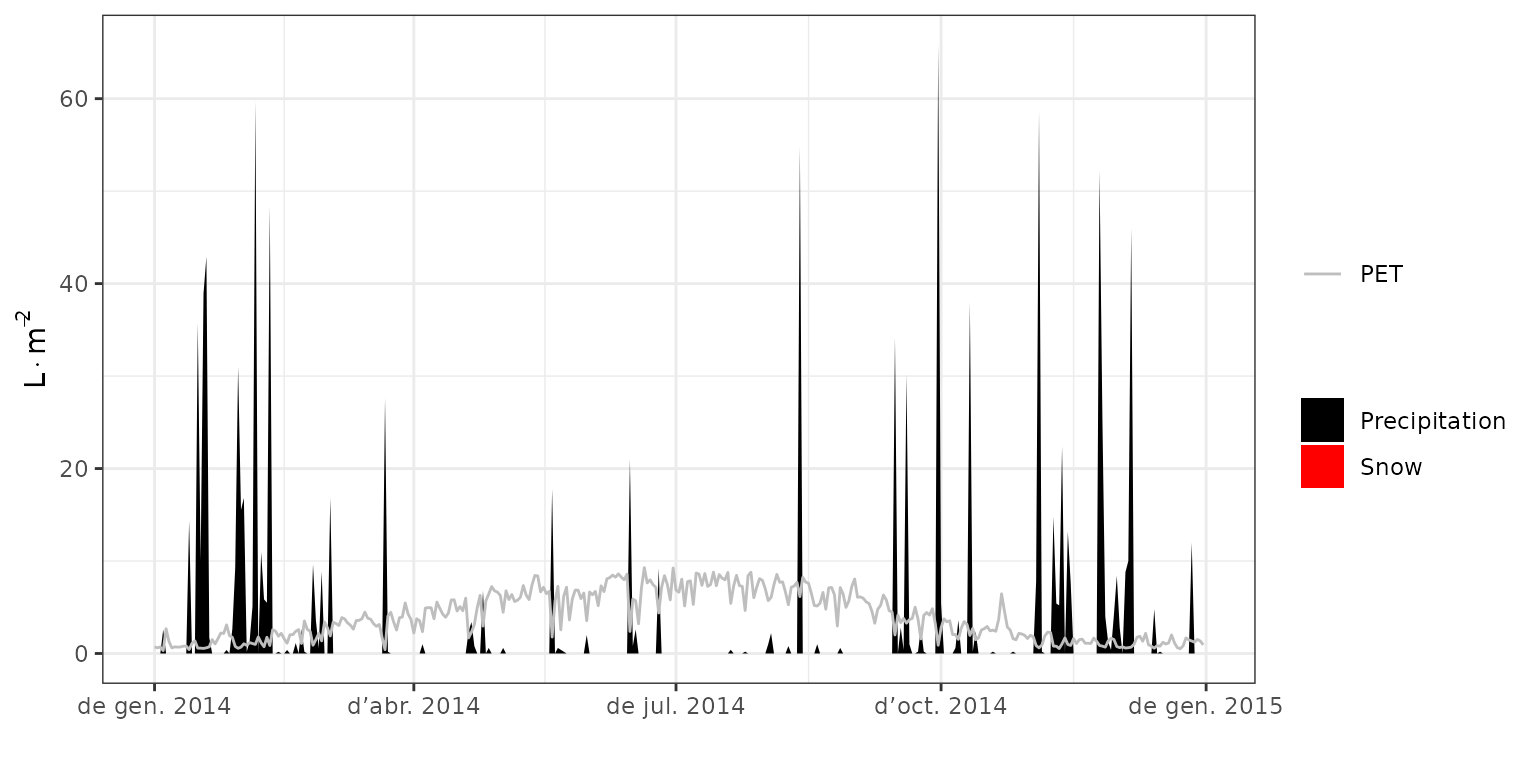 L · m⁻²
60
40
20
0
de gen. 2014
d’abr. 2014
de jul. 2014
d’oct. 2014
de gen. 2015
PET
Precipitation
Snow